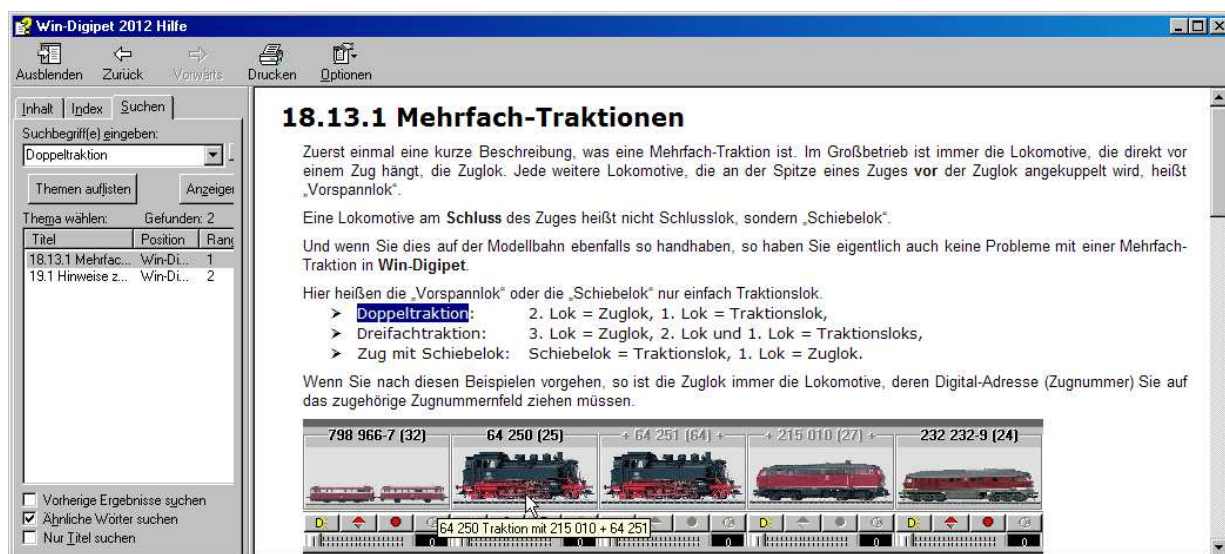 Win-Digipet 2012 Hilfe
Ausblenden Zurück Vorwärts Drucken Optionen
Inhalt Index Suchen
Suchbegriff(e) eingeben:
Doppeltraktion
Themen auflisten Anzeigen
Thema wählen: Gefunden: 2
Titel Position Rang
18.13.1 Mehrfac... Win-Di... 1
19.1 Hinweise z... Win-Di... 2
Vorherige Ergebnisse suchen
Ähnliche Wörter suchen
Nur Titel suchen
18.13.1 Mehrfach-Traktionen
Zuerst einmal eine kurze Beschreibung, was eine Mehrfach-Traktion ist. Im Großbetrieb ist immer die Lokomotive, die direkt vor
einem Zug hängt, die Zuglok. Jede weitere Lokomotive, die an der Spitze eines Zuges vor der Zuglok angekuppelt wird, heißt
„Vorspannlok“.
Eine Lokomotive am Schluss des Zuges heißt nicht Schlusslok, sondern „Schiebelok“.
Und wenn Sie dies auf der Modellbahn ebenfalls so handhaben, so haben Sie eigentlich auch keine Probleme mit einer Mehrfach-
Traktion in Win-Digipet.
Hier heißen die „Vorspannlok“ oder die „Schiebelok“ nur einfach Traktionslok.
➤ Doppeltraktion: 2. Lok = Zuglok, 1. Lok = Traktionslok,
➤ Dreifachtraktion: 3. Lok = Zuglok, 2. Lok und 1. Lok = Traktionsloks,
➤ Zug mit Schiebelok: Schiebelok = Traktionslok, 1. Lok = Zuglok.
Wenn Sie nach diesen Beispielen vorgehen, so ist die Zuglok immer die Lokomotive, deren Digital-Adresse (Zugnummer) Sie auf
das zugehörige Zugnummernfeld ziehen müssen.
798 966-7 (32) 64 250 (25) + 64 251 (64) + + 215 010 (27) + 232 232-9 (24)
64 250 Traktion mit 215 010 + 64 251
0 0 0 0